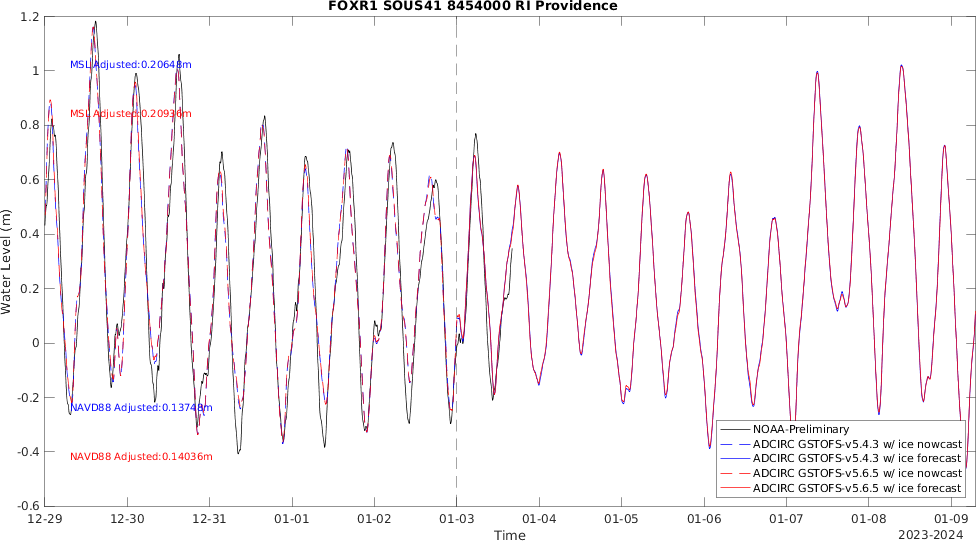 FOXR1 SOUS41 8454000 RI Providence
1.2
1
0.8
0.6
0.4
0.2
0
-0.2
-0.4
-0.6
Water Level (m)
MSL Adjusted:0.20648m
MSL Adjusted:0.20936m
NAVD88 Adjusted:0.13748m
NAVD88 Adjusted:0.14036m
NOAA-Preliminary
ADCIRC GSTOFS-v5.4.3 w/ ice nowcast
ADCIRC GSTOFS-v5.4.3 w/ ice forecast
ADCIRC GSTOFS-v5.6.5 w/ ice nowcast
ADCIRC GSTOFS-v5.6.5 w/ ice forecast
12-29 12-30 12-31 01-01 01-02 01-03 01-04 01-05 01-06 01-07 01-08 01-09
Time
2023-2024